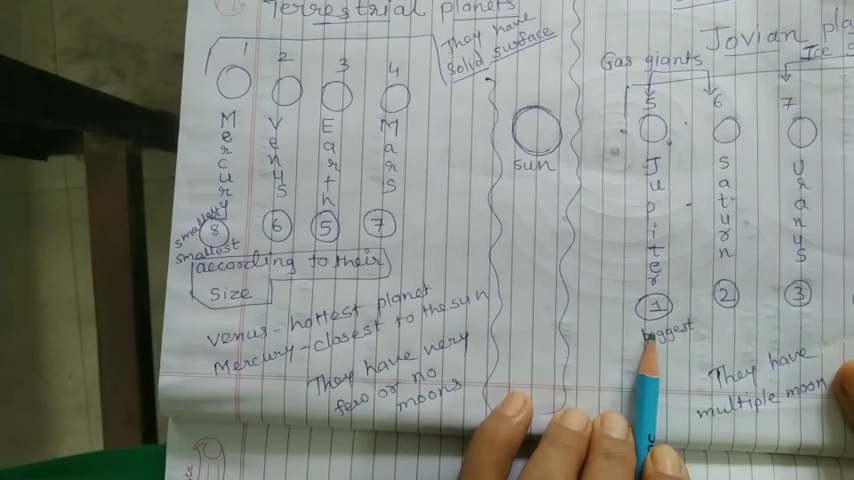 Terrestrial planets
They have
solid surface
1
2
3
4
Mercury
Venus
Earth
Mars
smallest
8
6
5
7
smallest
according to their
Size
Venus - hottest planet
Mercury - closest to the sun
They have very
few or no
moons
sun
Jovian
Gas giants
Ice
5
6
7
Jupiter
Saturn
Uranus
1
2
3
biggest
They have
multiple moon